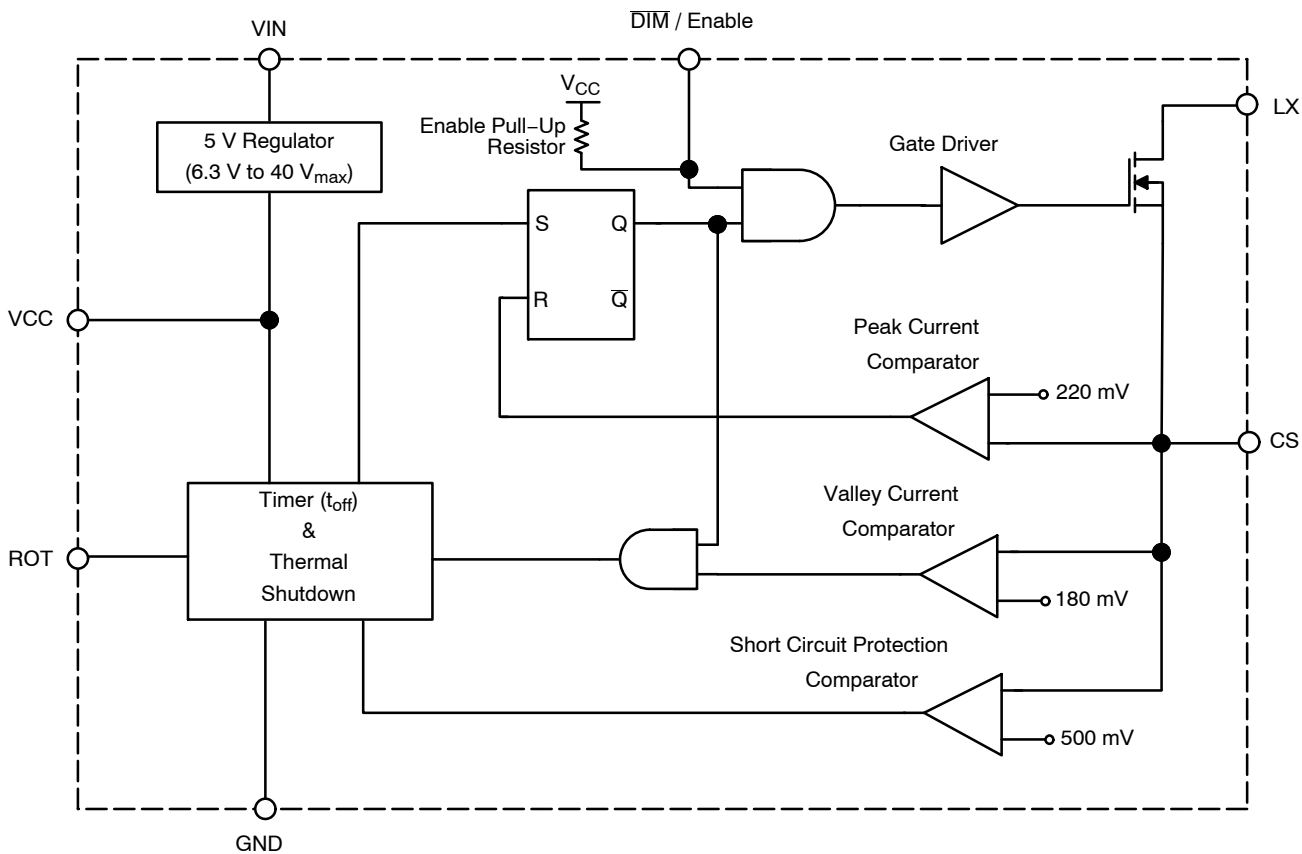 VIN
DIM / Enable
VCC
Enable Pull–Up
Resistor
5 V Regulator
(6.3 V to 40 Vmax)
Gate Driver
LX
S
Q
R
Q
VCC
Peak Current
Comparator
220 mV
CS
Timer (toff)
&
Thermal
Shutdown
Valley Current
Comparator
180 mV
ROT
Short Circuit Protection
Comparator
500 mV
GND